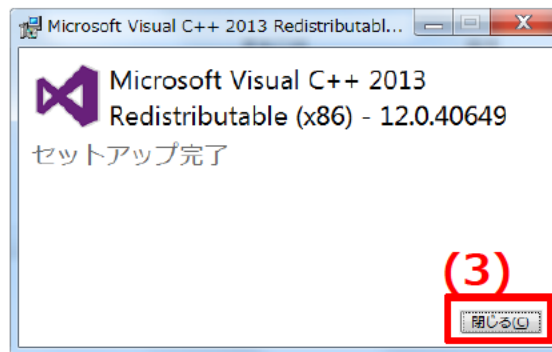 Microsoft Visual C++ 2013 Redistributabl...
Microsoft Visual C++ 2013
Redistributable (x86) - 12.0.40649
セットアップ完了
(3)
閉じる(C)